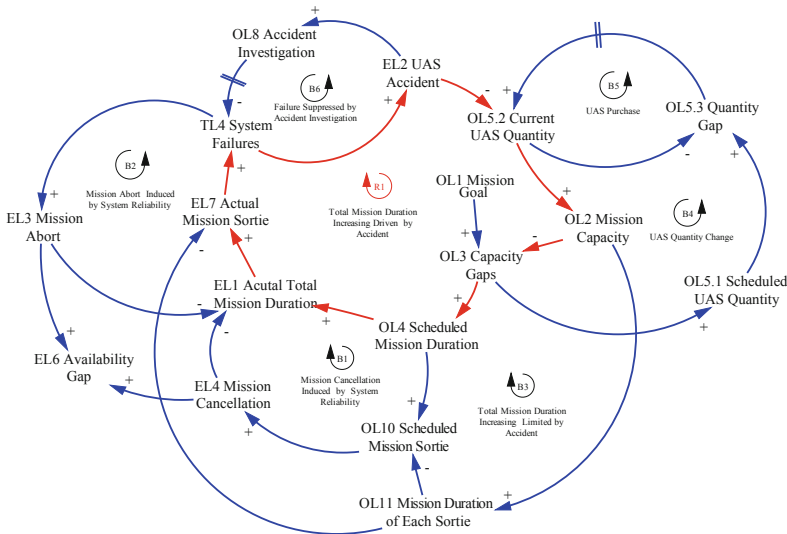 OL8 Accident
Investigation
EL2 UAS
Accident
B6
Failure Suppressed by
Accident Investigation
B5
UAS Purchase
OL5.3 Quantity
Gap
OL5.2 Current
UAS Quantity
TL4 System
Failures
B2
Mission Abort Induced
by System Reliability
R1
Total Mission Duration
Increasing Driven by
Accident
OL1 Mission
Goal
EL7 Actual
Mission Sortie
EL3 Mission
Abort
OL2 Mission
Capacity
B4
UAS Quantity Change
OL3 Capacity
Gaps
EL1 Acutal Total
Mission Duration
OL5.1 Scheduled
UAS Quantity
OL4 Scheduled
Mission Duration
EL6 Availability
Gap
B1
Mission Cancellation
Induced by System
Reliability
EL4 Mission
Cancellation
B3
Total Mission Duration
Increasing Limited by
Accident
OL10 Scheduled
Mission Sortie
OL11 Mission Duration
of Each Sortie